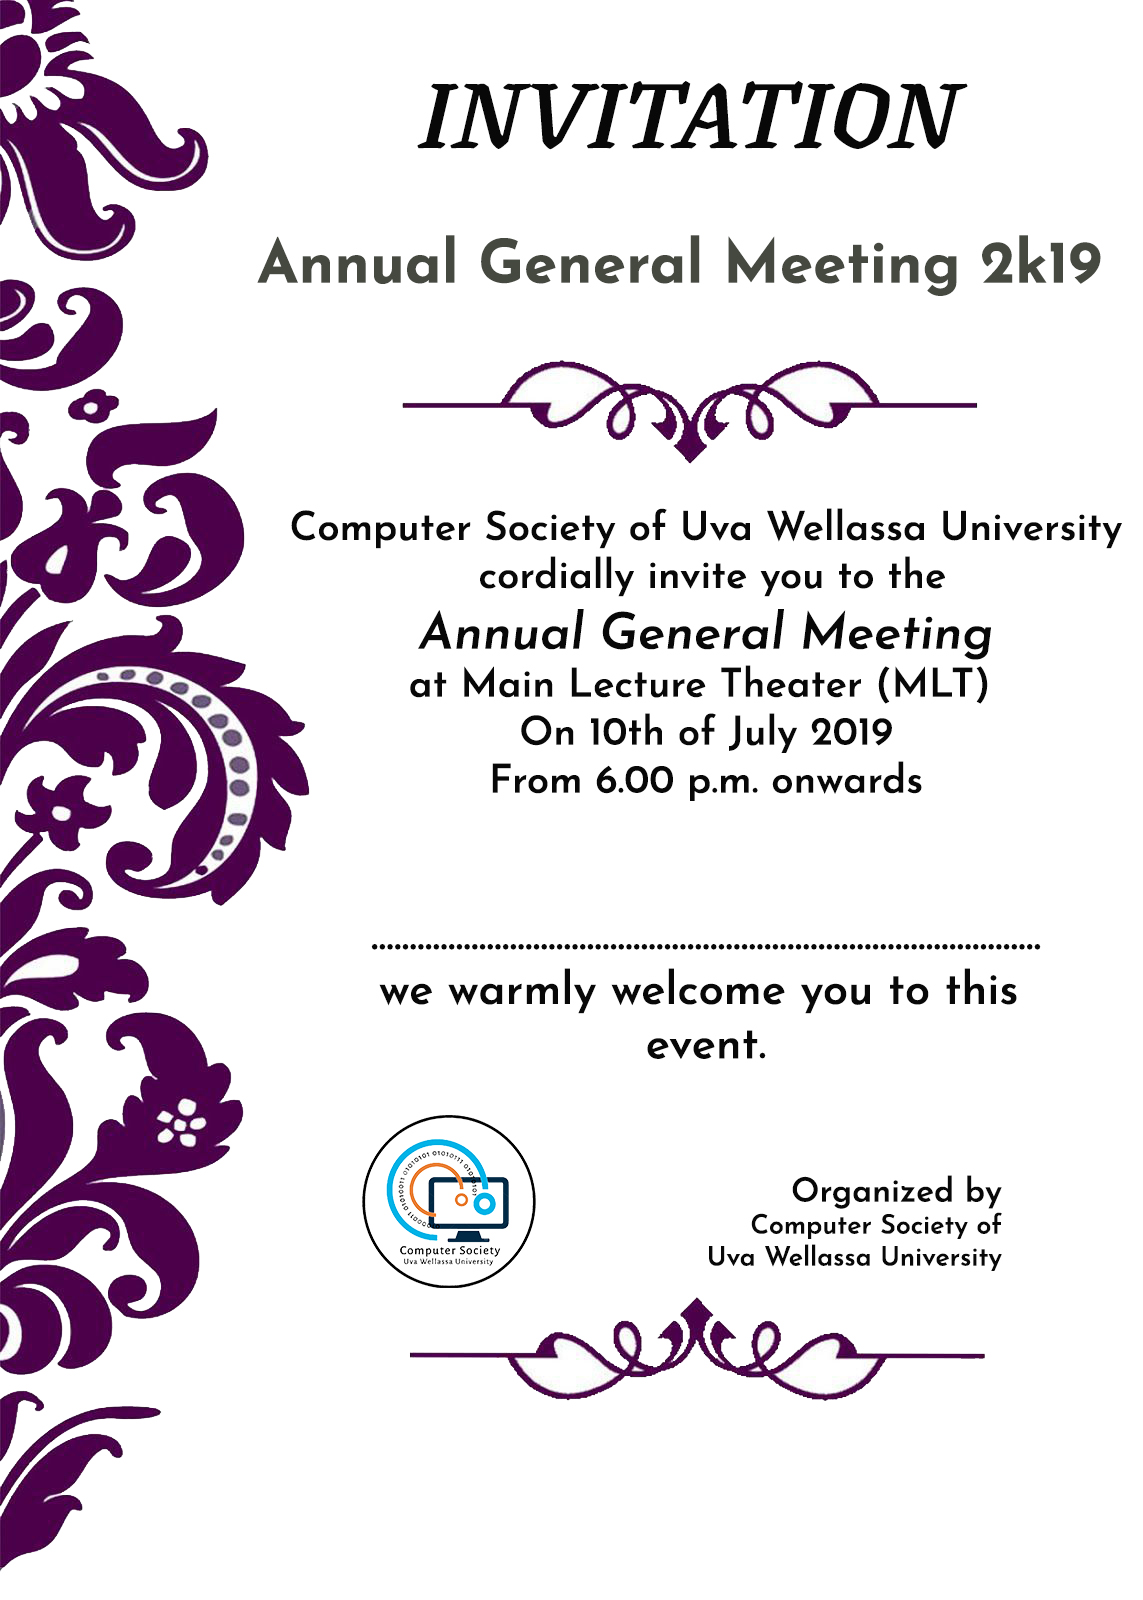 INVITATION
Annual General Meeting 2k19
Computer Society of Uva Wellassa University
cordially invite you to the
Annual General Meeting
at Main Lecture Theater (MLT)
On 10th of July 2019
From 6.00 p.m. onwards
................................................................................
we warmly welcome you to this
event.
Computer Society
Uva Wellassa University
Organized by
Computer Society of
Uva Wellassa University